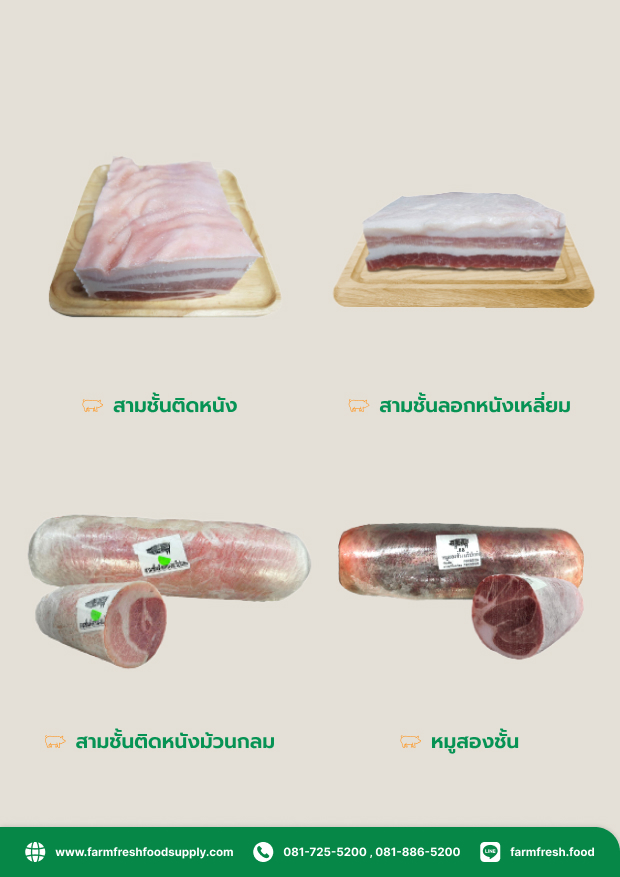 สามชั้นติดหนัง
สามชั้นลอกหนังเหลี่ยม
สามชั้นติดหนังม้วนกลม
หมูสองชั้น
www.farmfreshfoodsupply.com
081-725-5200 , 081-886-5200
LINE
farmfresh.food